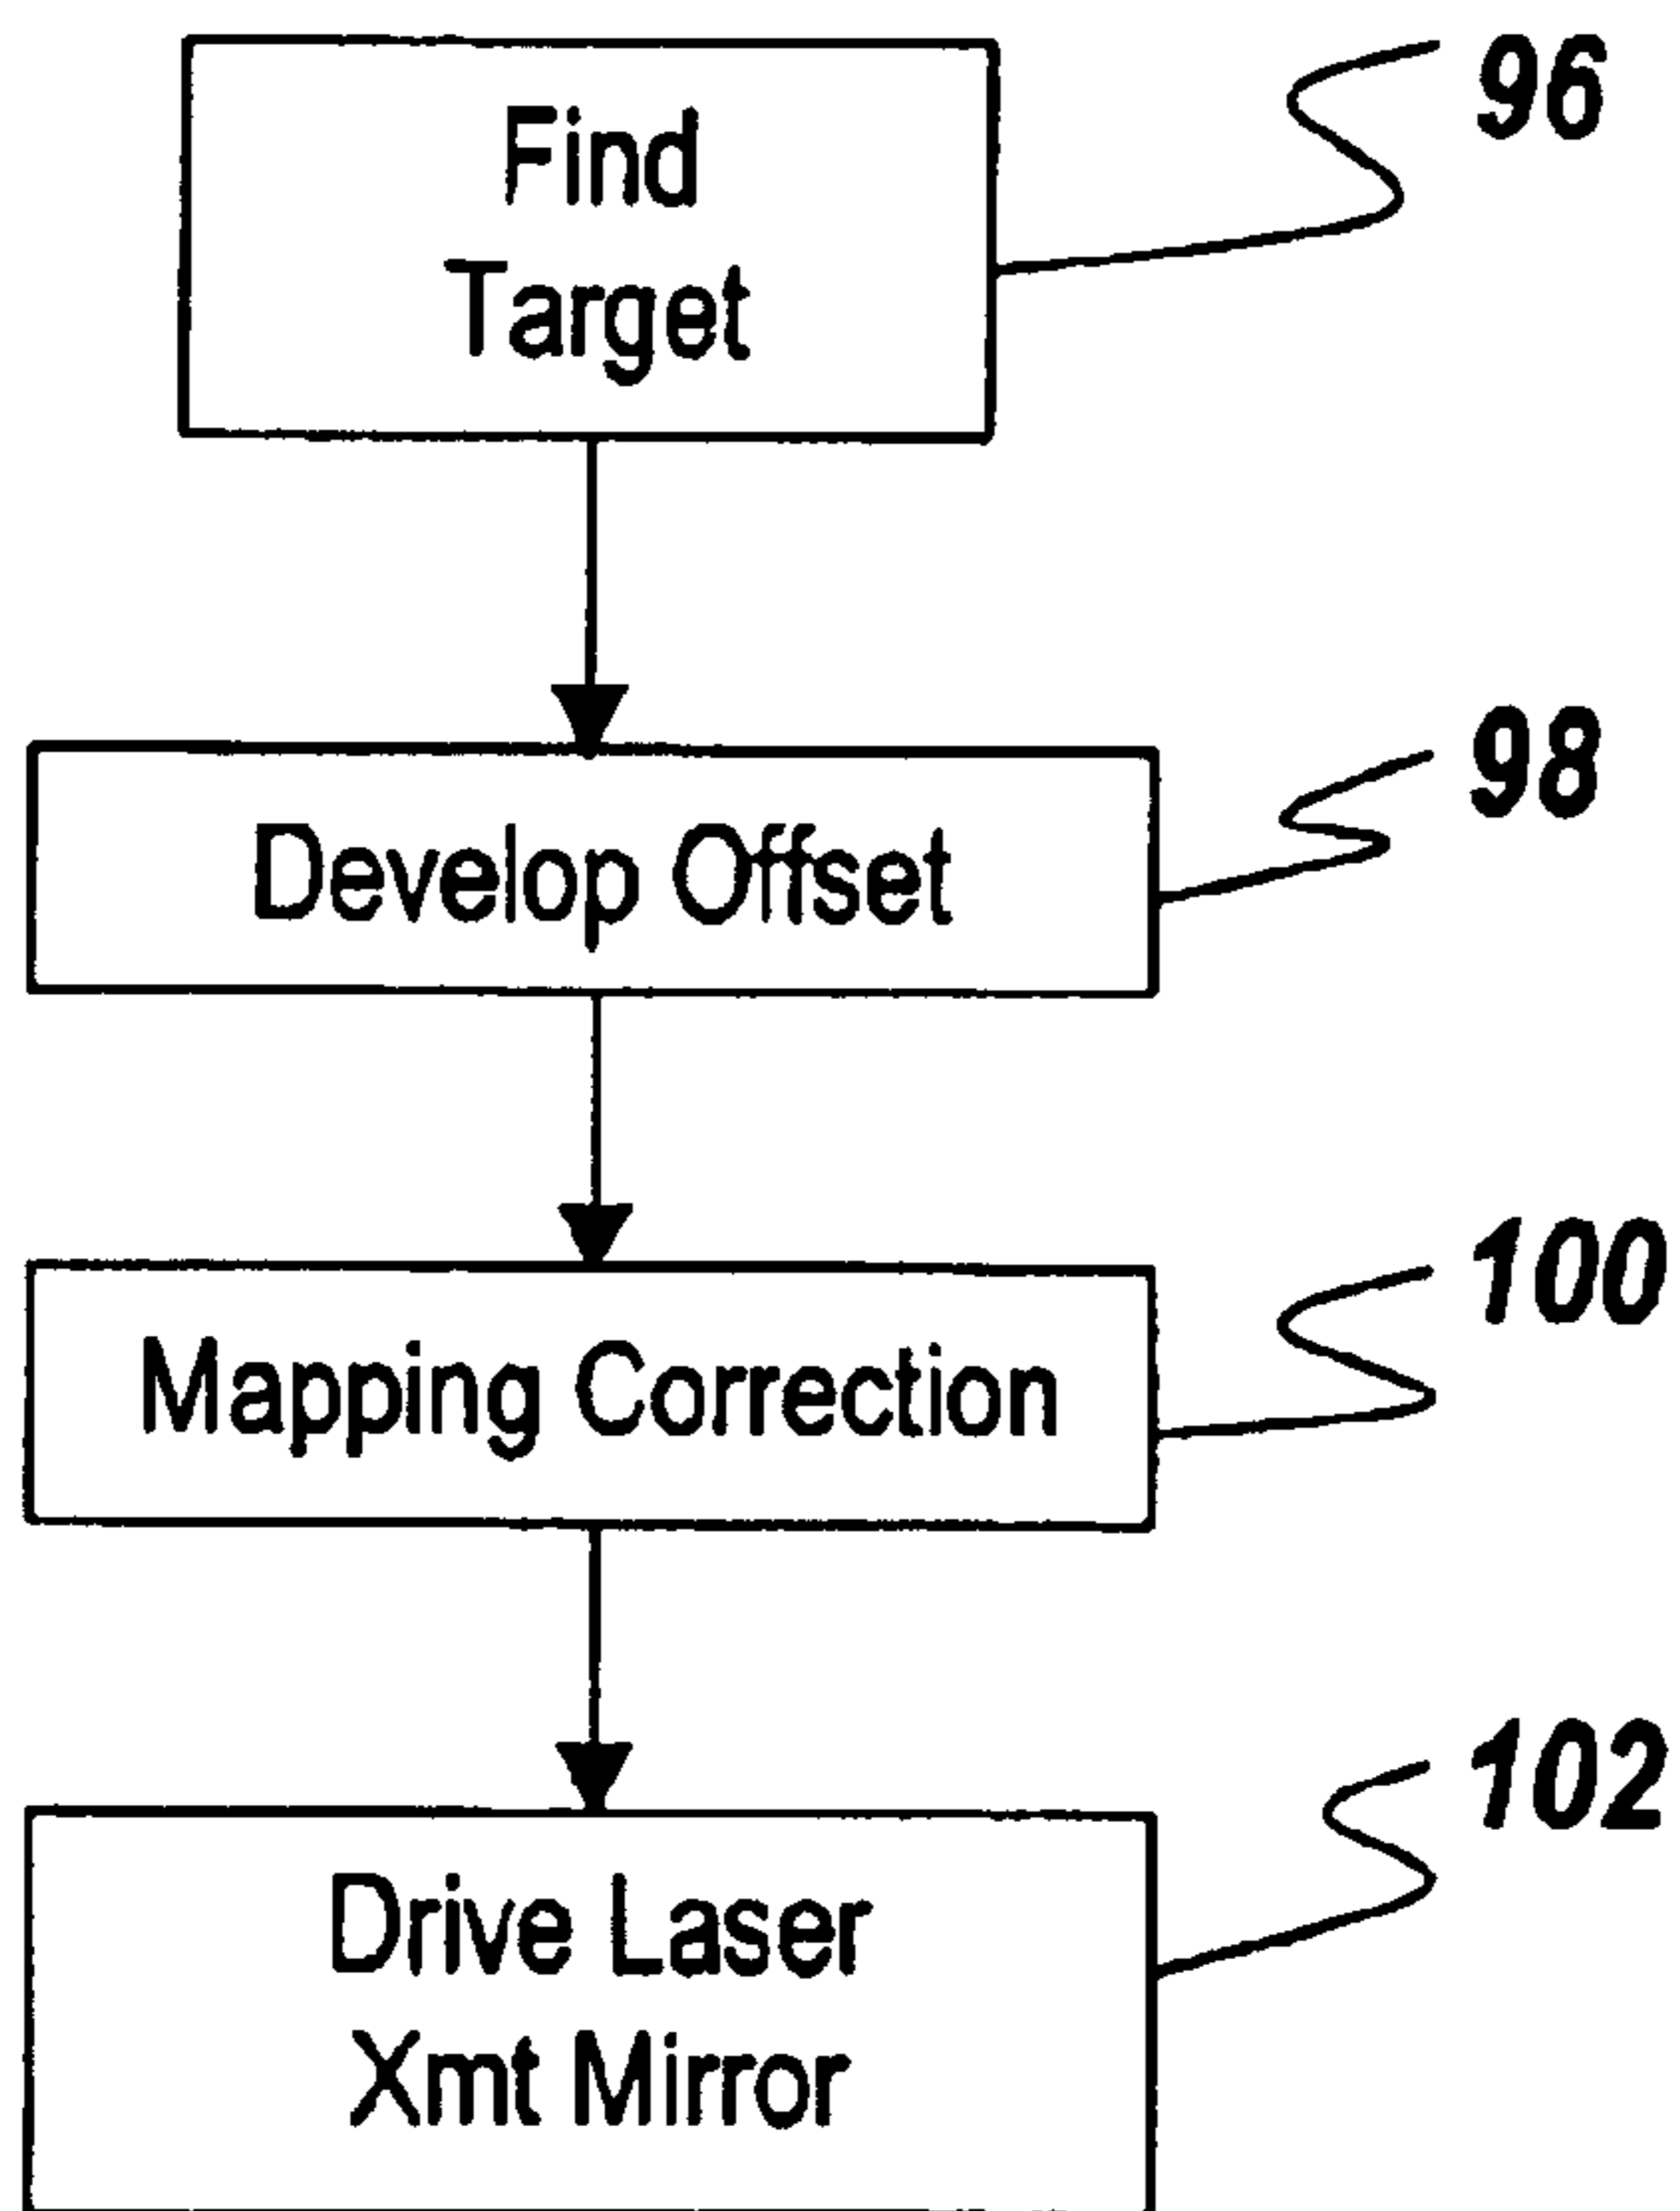 Find
Target
96
Develop Offset
98
Mapping Correction
100
Drive Laser
Xmt Mirror
102